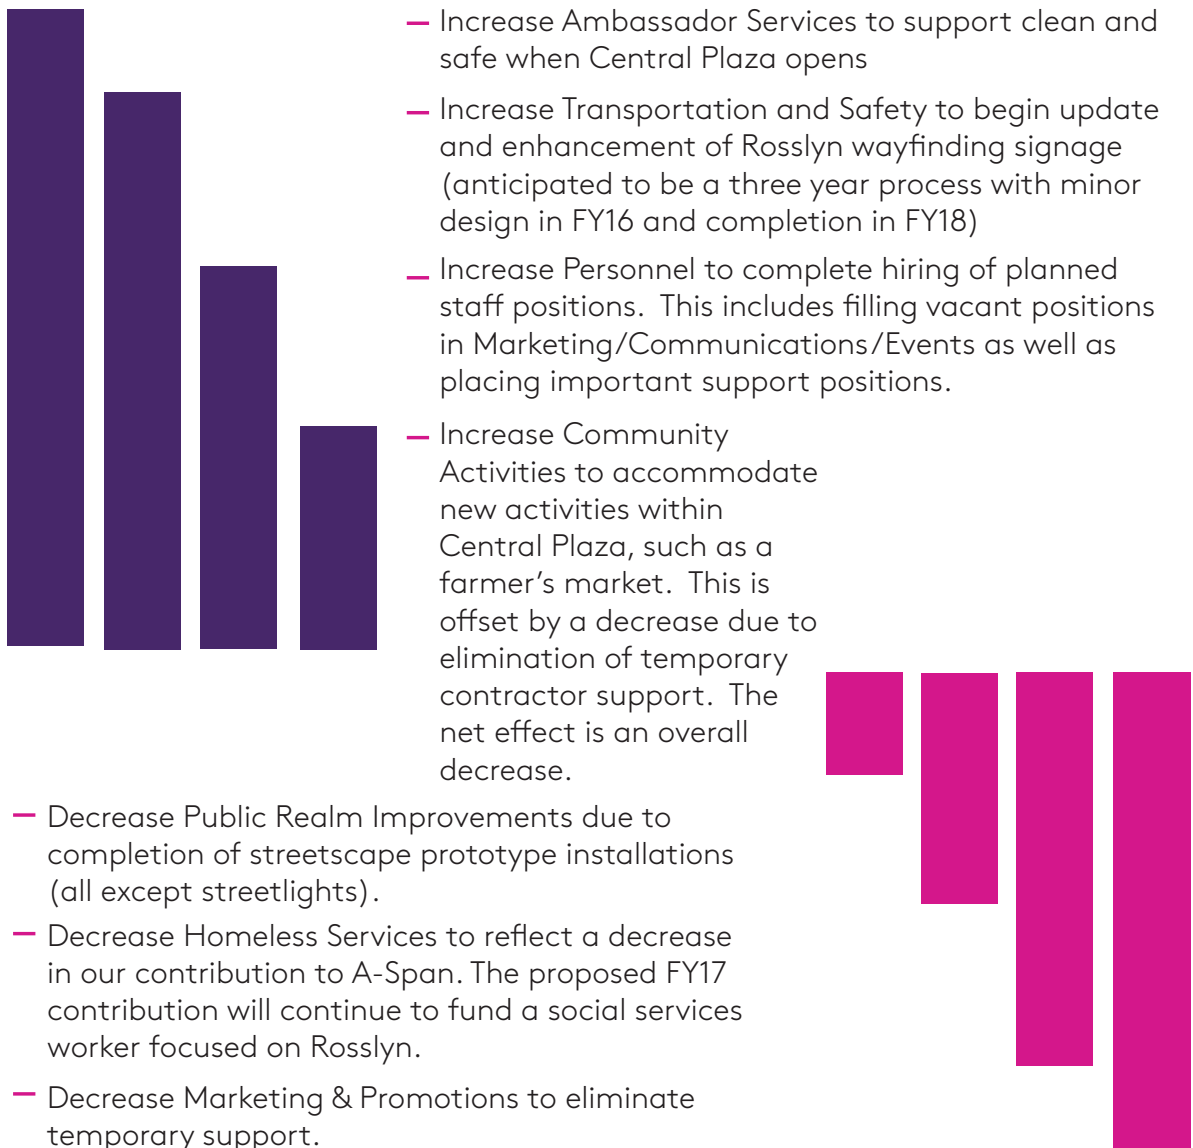 – Increase Ambassador Services to support clean and
safe when Central Plaza opens
– Increase Transportation and Safety to begin update
and enhancement of Rosslyn wayfinding signage
(anticipated to be a three year process with minor
design in FY16 and completion in FY18)
– Increase Personnel to complete hiring of planned
staff positions.  This includes filling vacant positions
in Marketing/Communications/Events as well as
placing important support positions.
– Increase Community
Activities to accommodate
new activities within
Central Plaza, such as a
farmer’s market.  This is
offset by a decrease due to
elimination of temporary
contractor support.  The
net effect is an overall
decrease.
– Decrease Public Realm Improvements due to
completion of streetscape prototype installations
(all except streetlights).
– Decrease Homeless Services to reflect a decrease
in our contribution to A-Span. The proposed FY17
contribution will continue to fund a social services
worker focused on Rosslyn.
– Decrease Marketing & Promotions to eliminate
temporary support.